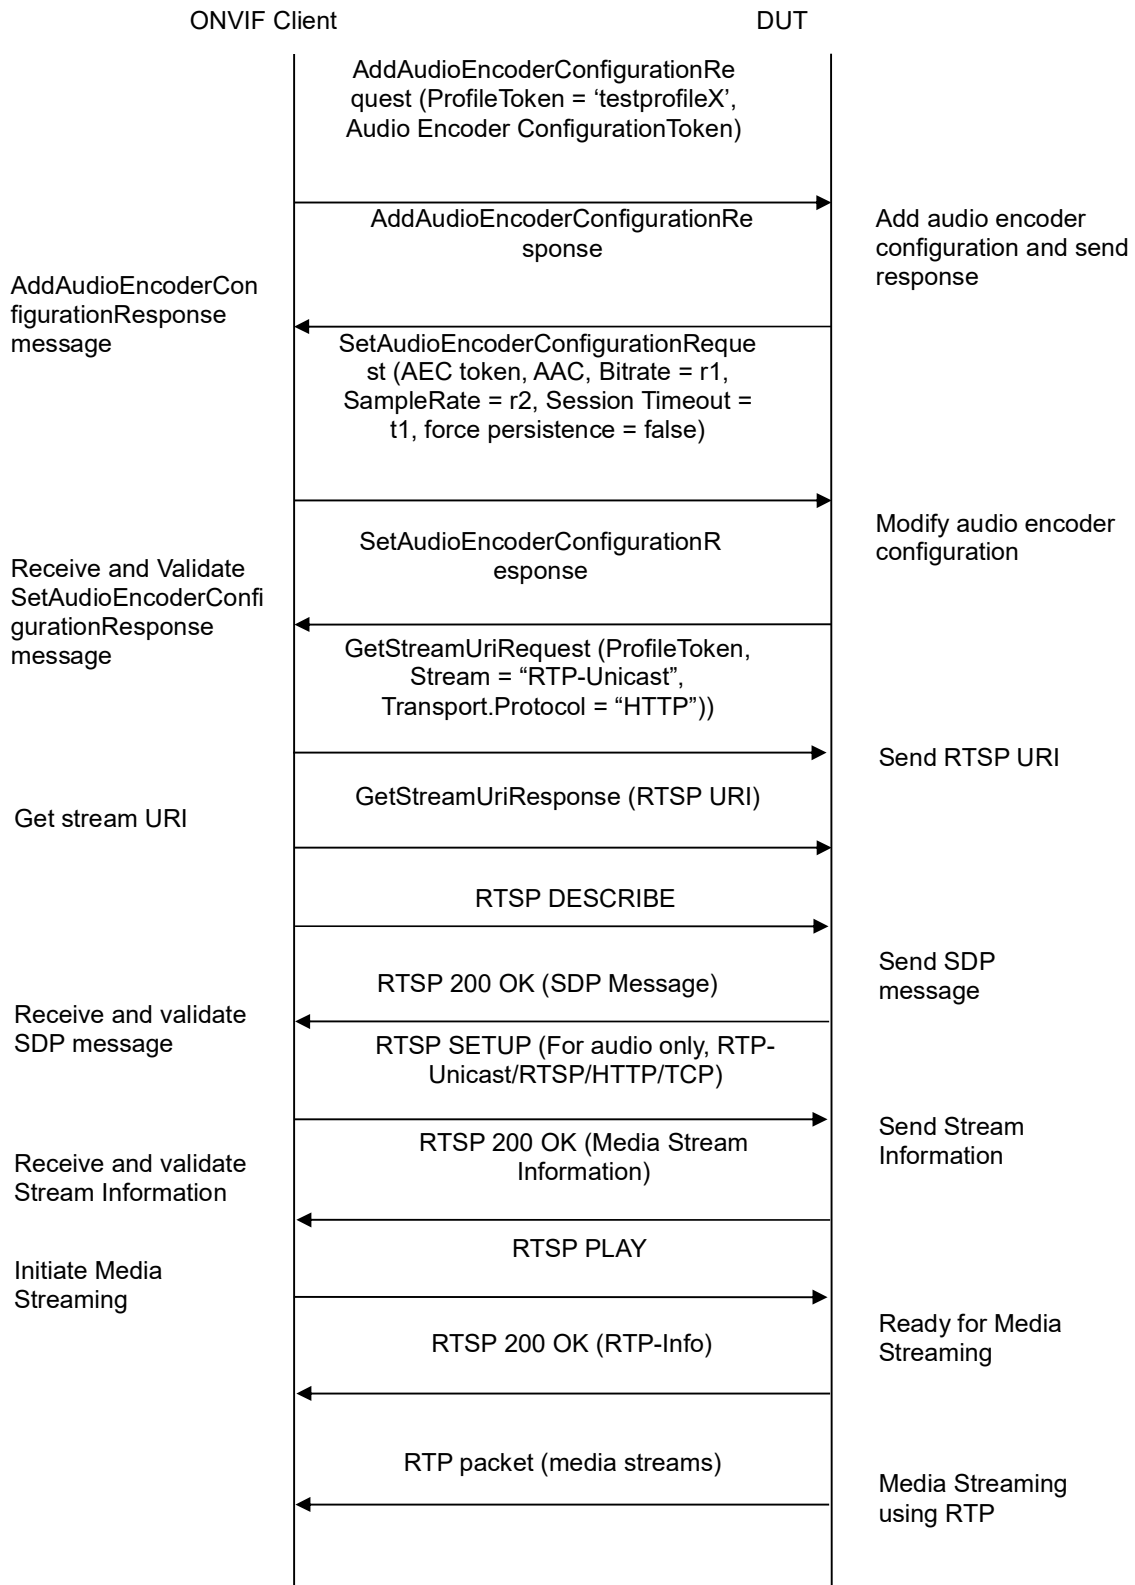 ONVIF Client
DUT
AddAudioEncoderConfigurationRe
quest (ProfileToken = ‘testprofileX’,
Audio Encoder ConfigurationToken)
AddAudioEncoderConfigurationRe
sponse
Add audio encoder
configuration and send
response
AddAudioEncoderCon
figurationResponse
message
SetAudioEncoderConfigurationReque
st (AEC token, AAC, Bitrate = r1,
SampleRate = r2, Session Timeout =
t1, force persistence = false)
Modify audio encoder
configuration
SetAudioEncoderConfigurationR
esponse
Receive and Validate
SetAudioEncoderConfi
gurationResponse
message
GetStreamUriRequest (ProfileToken,
Stream = “RTP-Unicast”,
Transport.Protocol = “HTTP”))
Send RTSP URI
GetStreamUriResponse (RTSP URI)
Get stream URI
RTSP DESCRIBE
Send SDP
message
RTSP 200 OK (SDP Message)
Receive and validate
SDP message
RTSP SETUP (For audio only, RTP-
Unicast/RTSP/HTTP/TCP)
Send Stream
Information
RTSP 200 OK (Media Stream
Information)
Receive and validate
Stream Information
RTSP PLAY
Initiate Media
Streaming
Ready for Media
Streaming
RTSP 200 OK (RTP-Info)
RTP packet (media streams)
Media Streaming
using RTP